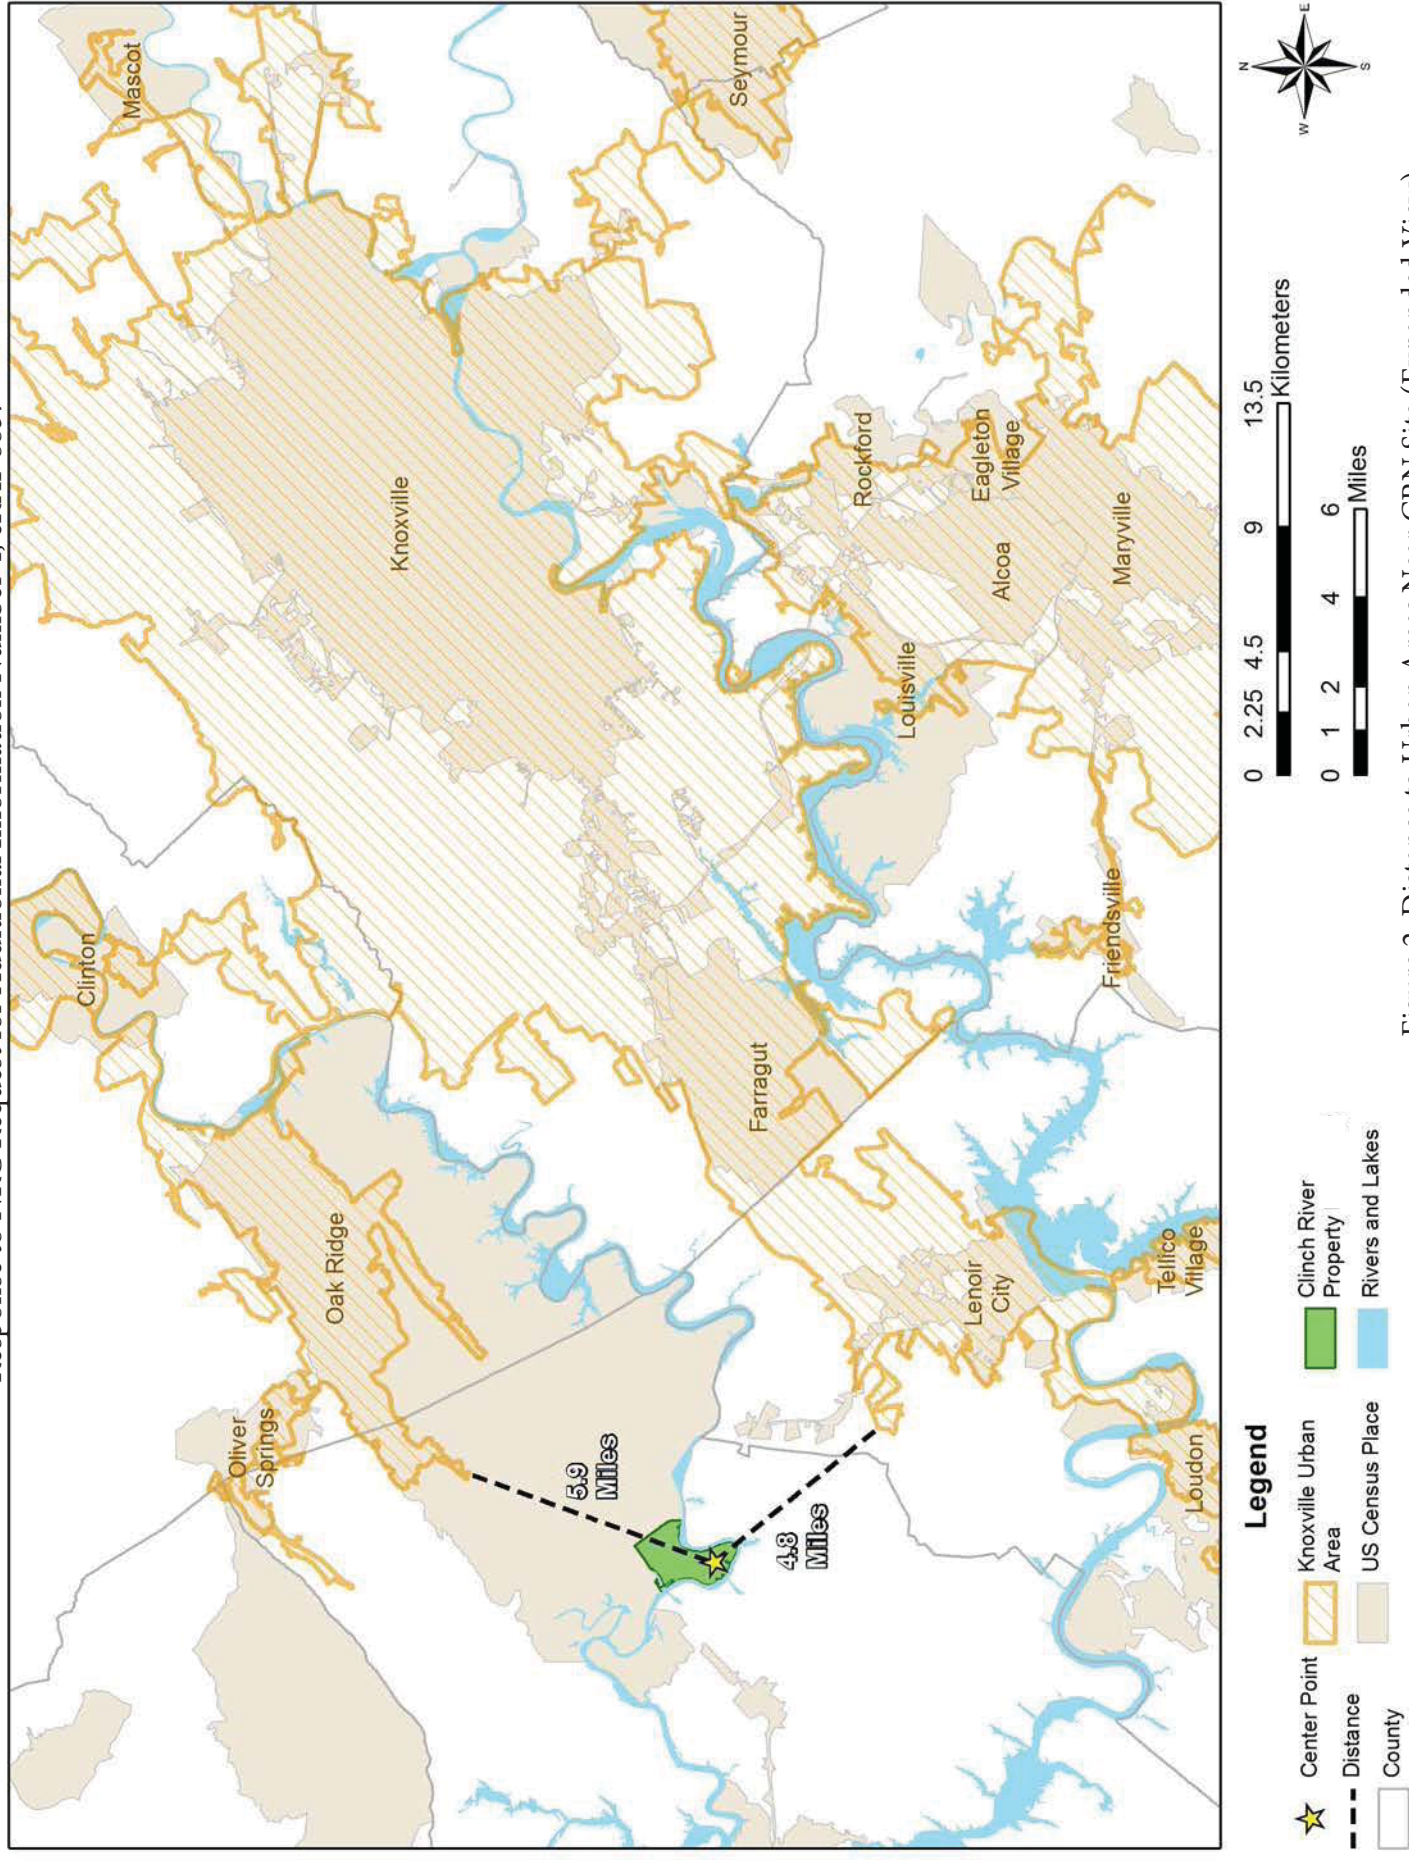 Mascot
Seymour
Knoxville
Clinton
Rockford
Eagleton
Village
Alcoa
Maryville
Louisville
Friendsville
Farragut
Oak Ridge
Oliver
Springs
Lenoir
City
Tellico
Village
Loudon
5.9
Miles
4.8
Miles
N
E
S
W
0 2.25 4.5 9 13.5
Kilometers
0 1 2 4 6
Miles
Legend
Center Point
Distance
County
Knoxville Urban
Area
US Census Place
Clinch River
Property
Rivers and Lakes